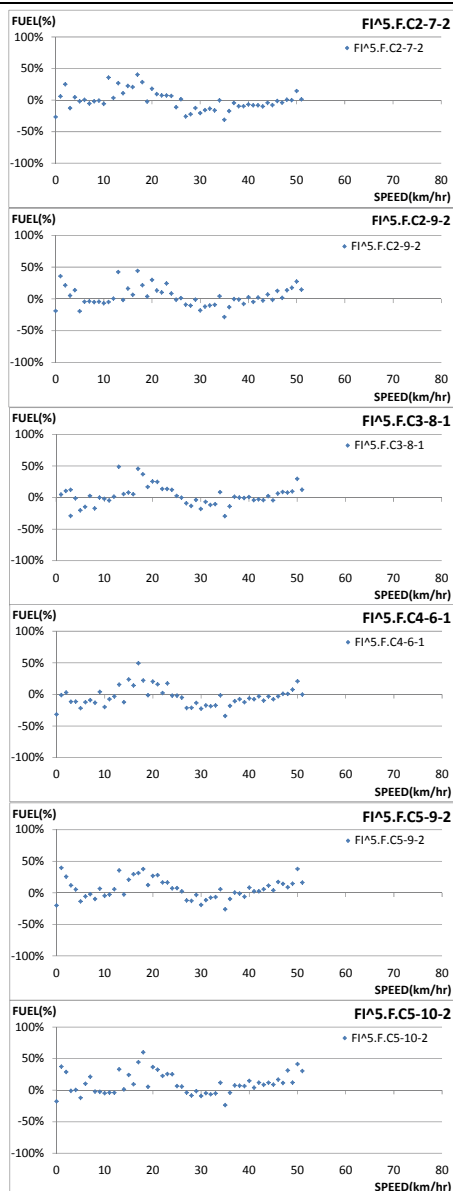 FUEL(%) FI^5.F.C2-7-2
100% FI^5.F.C2-7-2
50%
0%
-50%
-100%
0 10 20 30 40 50 60 70 80
SPEED(km/hr)
FUEL(%) FI^5.F.C2-9-2
100% FI^5.F.C2-9-2
50%
0%
-50%
-100%
0 10 20 30 40 50 60 70 80
SPEED(km/hr)
FUEL(%) FI^5.F.C3-8-1
100% FI^5.F.C3-8-1
50%
0%
-50%
-100%
0 10 20 30 40 50 60 70 80
SPEED(km/hr)
FUEL(%) FI^5.F.C4-6-1
100% FI^5.F.C4-6-1
50%
0%
-50%
-100%
0 10 20 30 40 50 60 70 80
SPEED(km/hr)
FUEL(%) FI^5.F.C5-9-2
100% FI^5.F.C5-9-2
50%
0%
-50%
-100%
0 10 20 30 40 50 60 70 80
SPEED(km/hr)
FUEL(%) FI^5.F.C5-10-2
100% FI^5.F.C5-10-2
50%
0%
-50%
-100%
0 10 20 30 40 50 60 70 80
SPEED(km/hr)